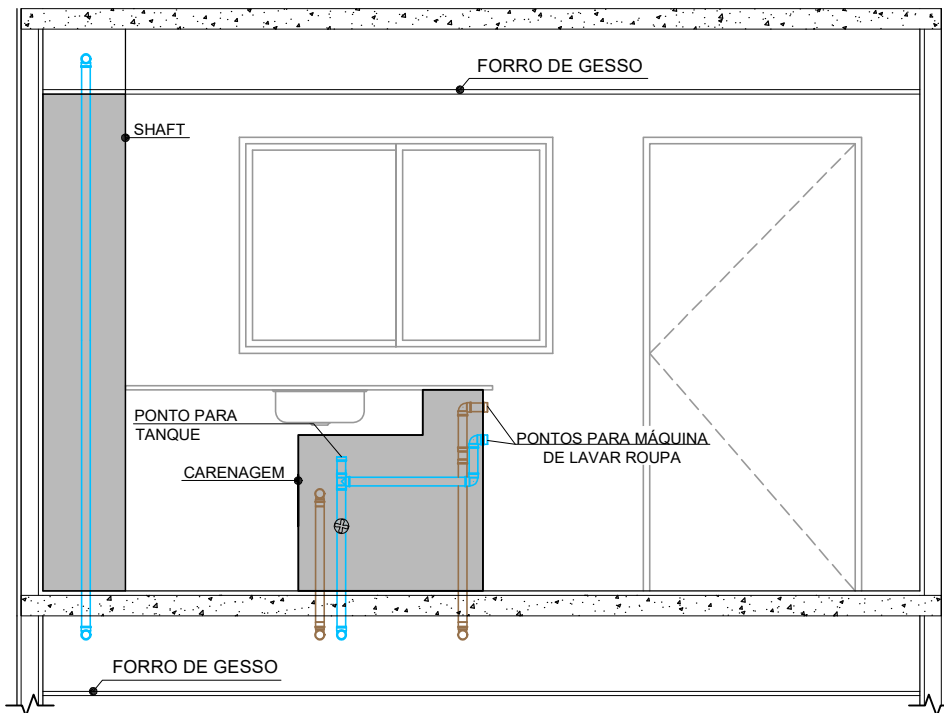 FORRO DE GESSO
SHAFT
PONTO PARA
TANQUE
PONTOS PARA MÁQUINA
DE LAVAR ROUPA
CARENAGEM
FORRO DE GESSO